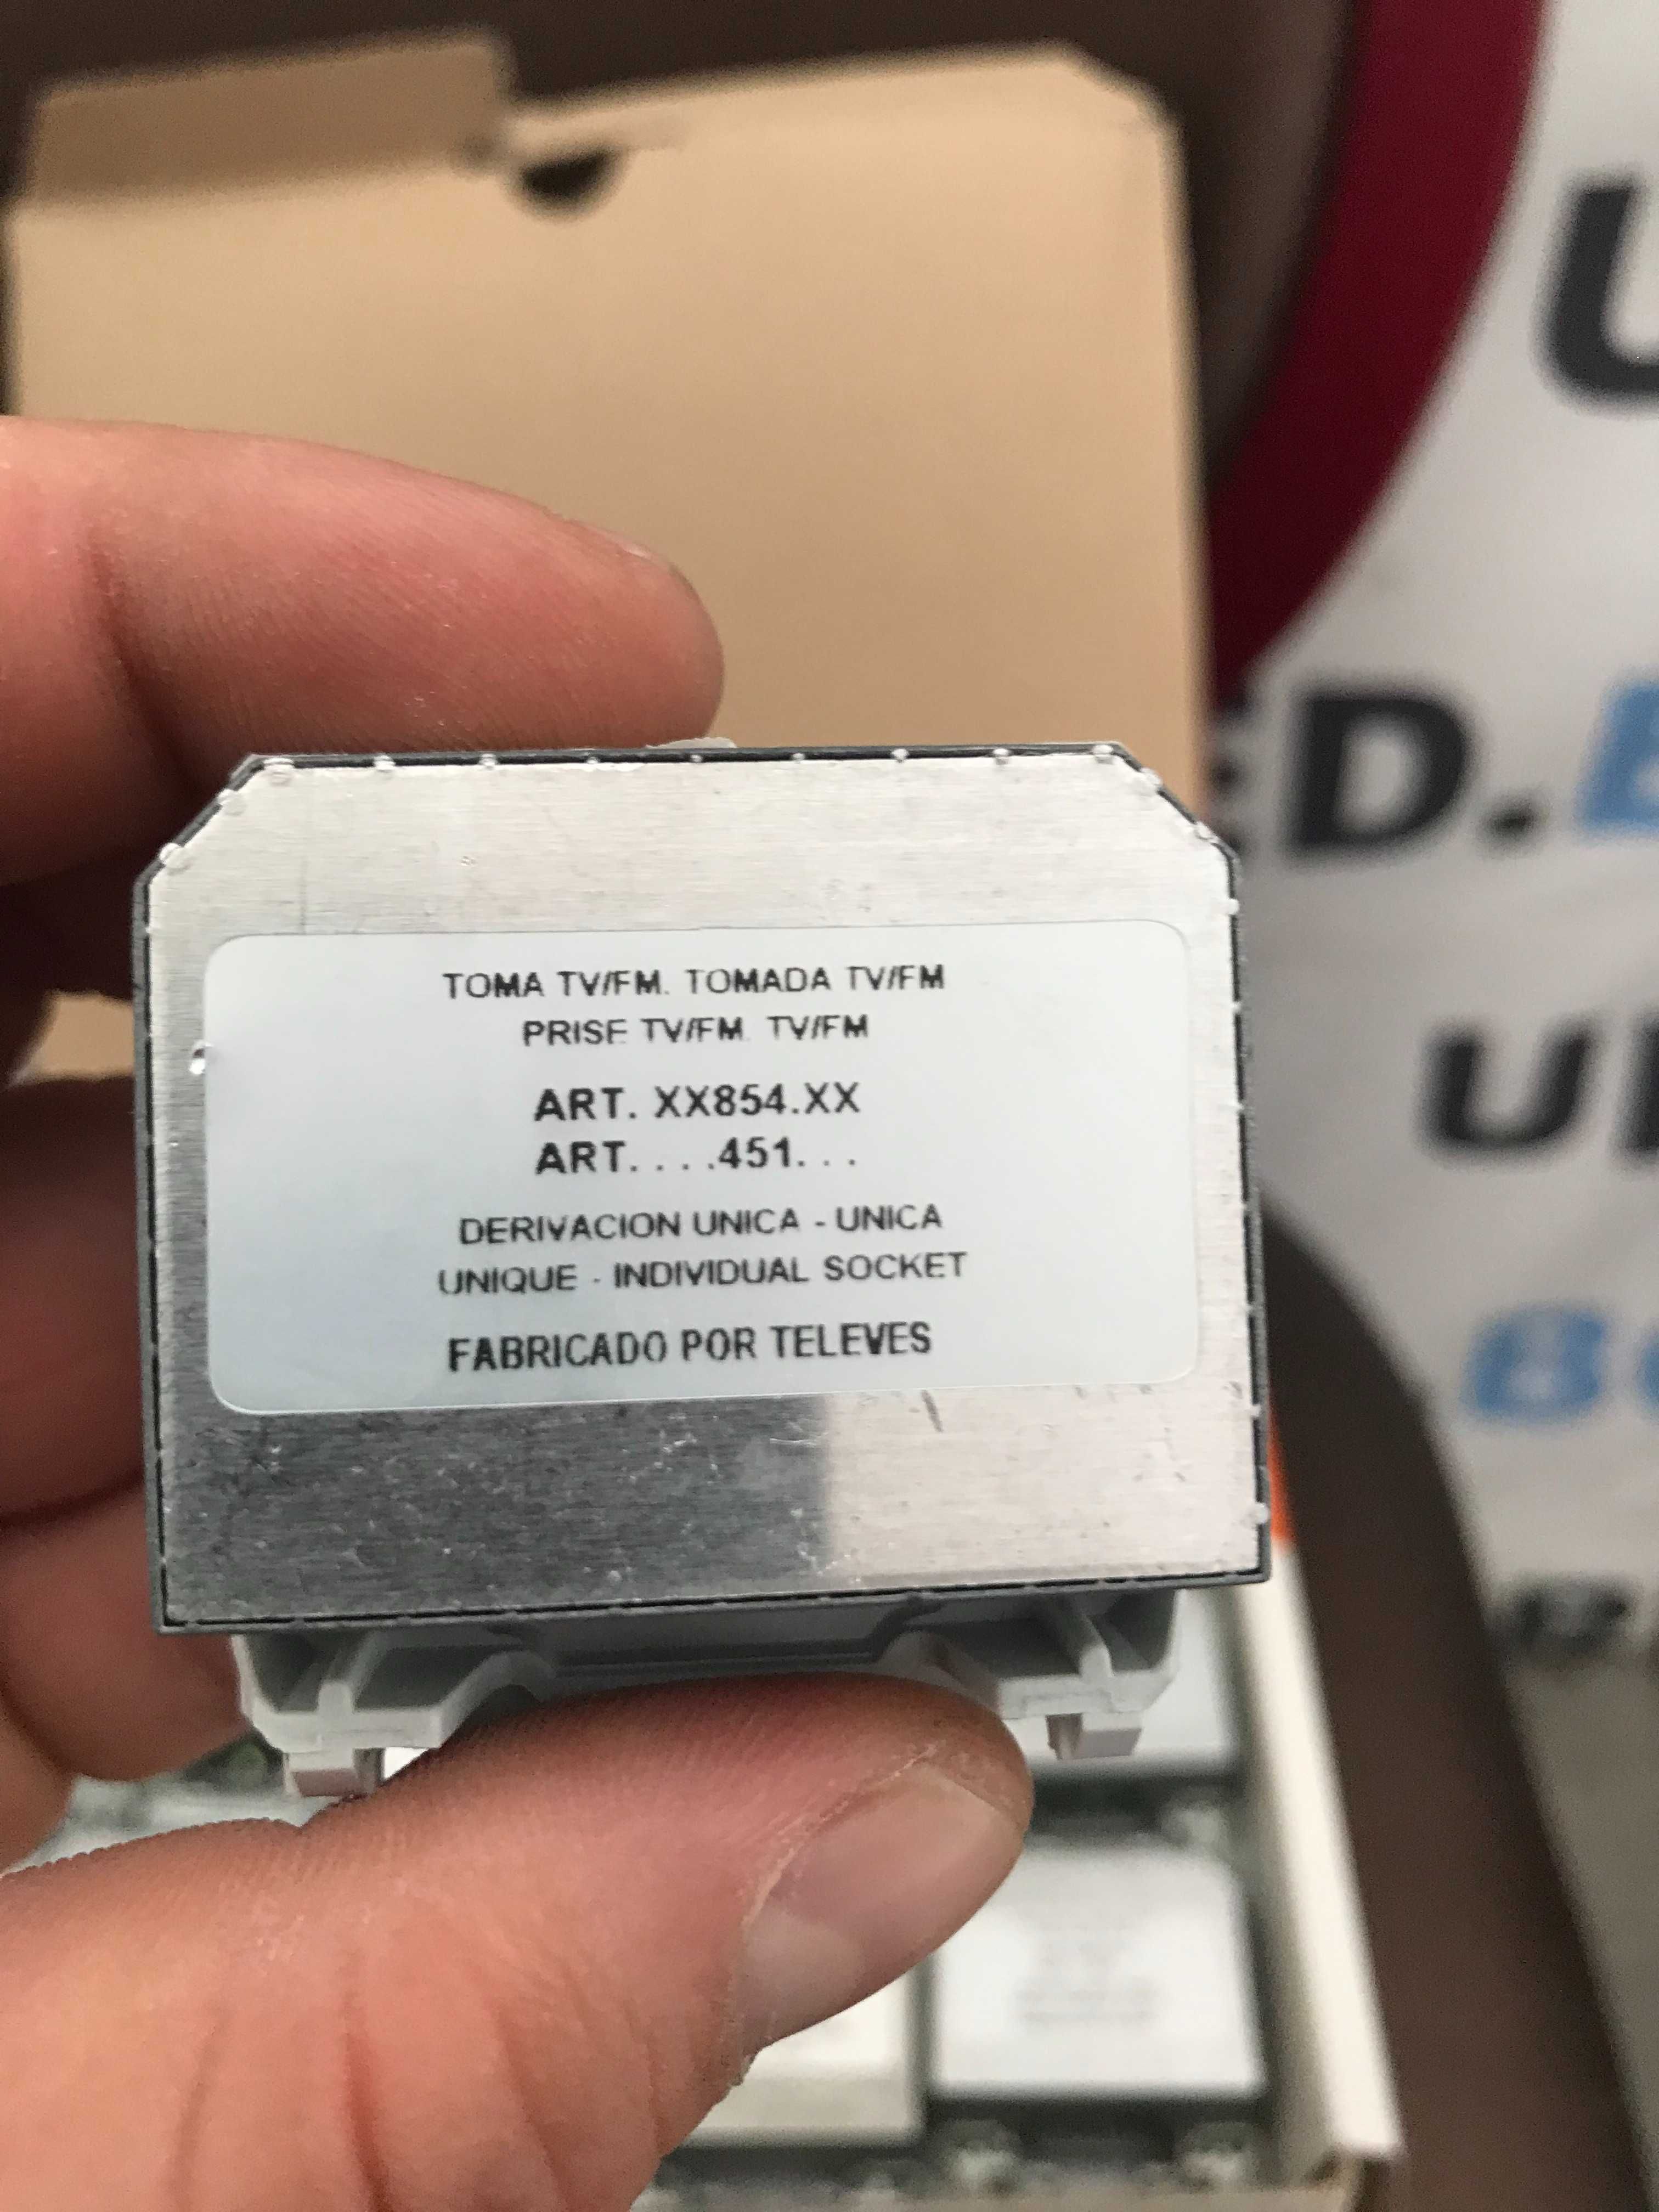 TOMA TV/FM. TOMADA TV/FM
PRISE TV/FM. TV/FM
ART. XX854.XX
ART. . . .451. . .
DERIVACION UNICA - UNICA
UNIQUE - INDIVIDUAL SOCKET
FABRICADO POR TELEVES